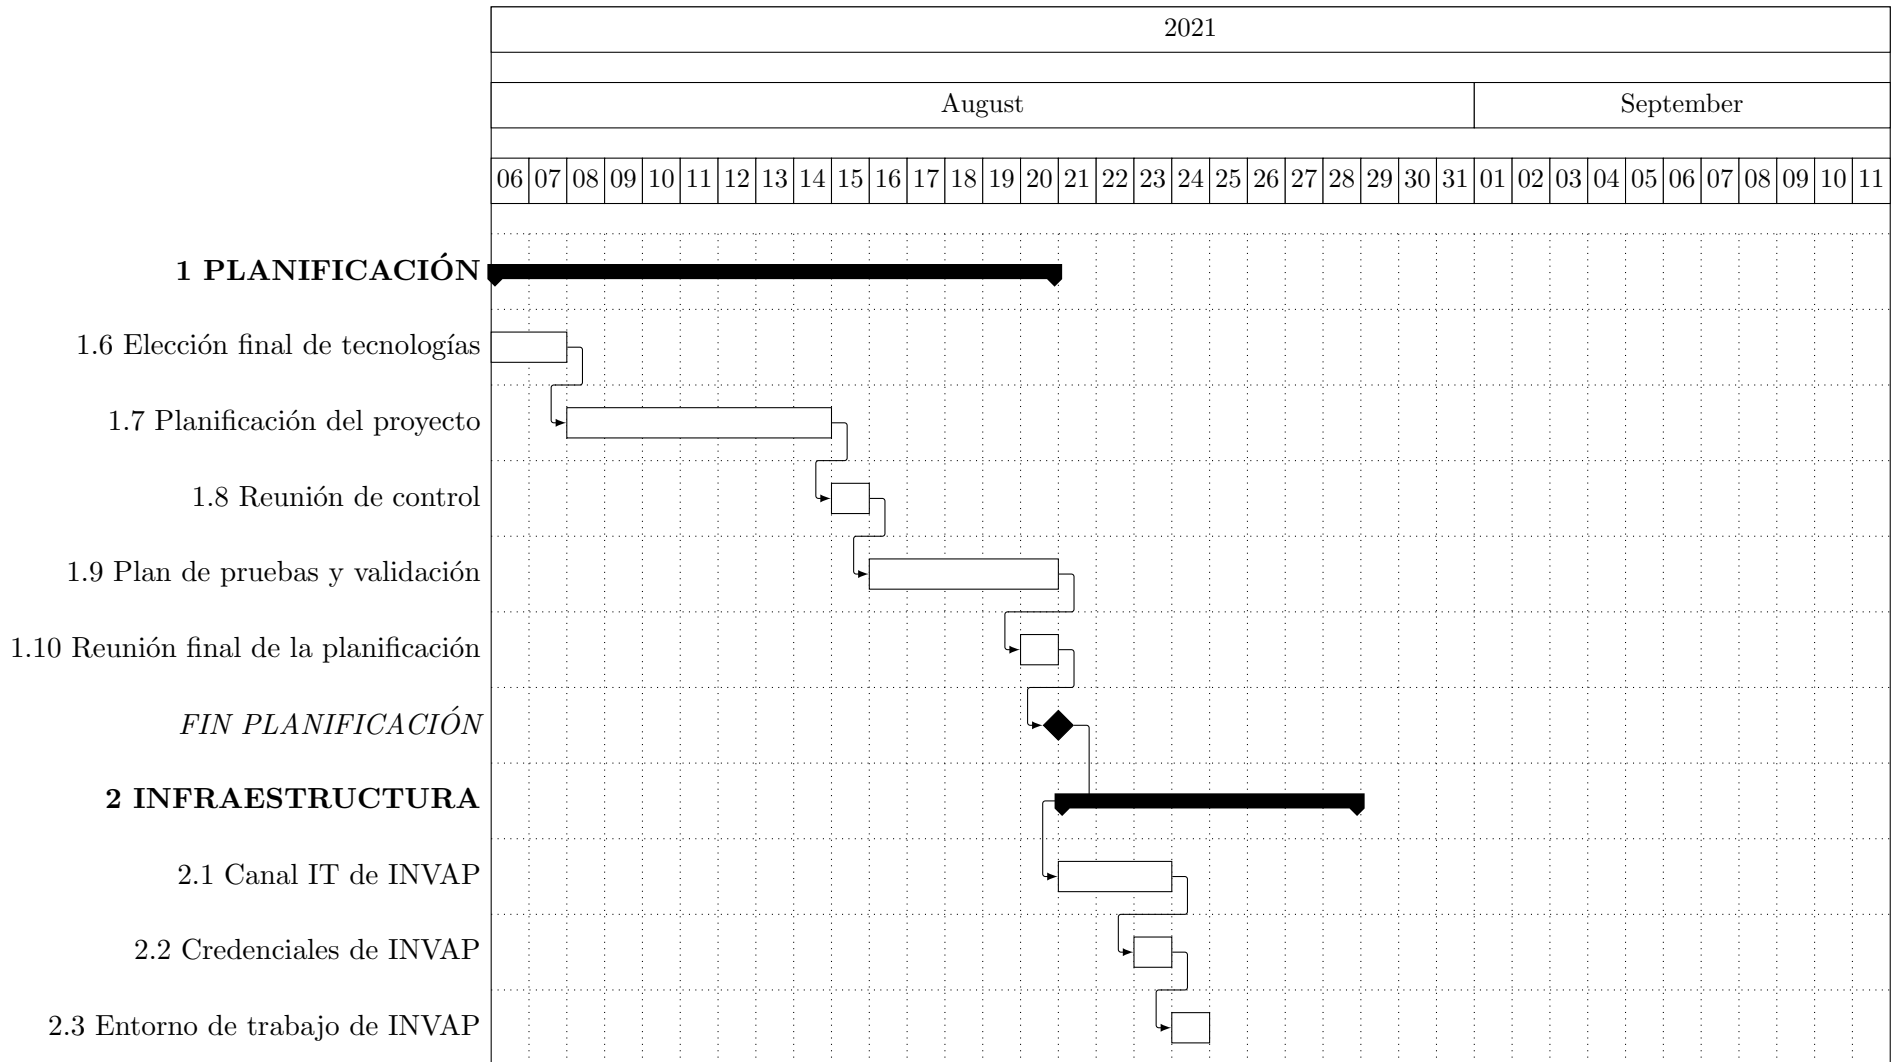 2021
August September
06 07 08 09 10 11 12 13 14 15 16 17 18 19 20 21 22 23 24 25 26 27 28 29 30 31 01 02 03 04 05 06 07 08 09 10 11
1 PLANIFICACIÓN
1.6 Elección final de tecnologías
1.7 Planificación del proyecto
1.8 Reunión de control
1.9 Plan de pruebas y validación
1.10 Reunión final de la planificación
FIN PLANIFICACIÓN
2 INFRAESTRUCTURA
2.1 Canal IT de INVAP
2.2 Credenciales de INVAP
2.3 Entorno de trabajo de INVAP